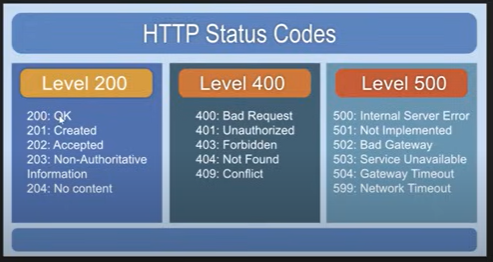 HTTP Status Codes
Level 200
200: OK
201: Created
202: Accepted
203: Non-Authoritative
Information
204: No content
Level 400
400: Bad Request
401: Unauthorized
403: Forbidden
404: Not Found
409: Conflict
Level 500
500: Internal Server Error
501: Not Implemented
502: Bad Gateway
503: Service Unavailable
504: Gateway Timeout
599: Network Timeout